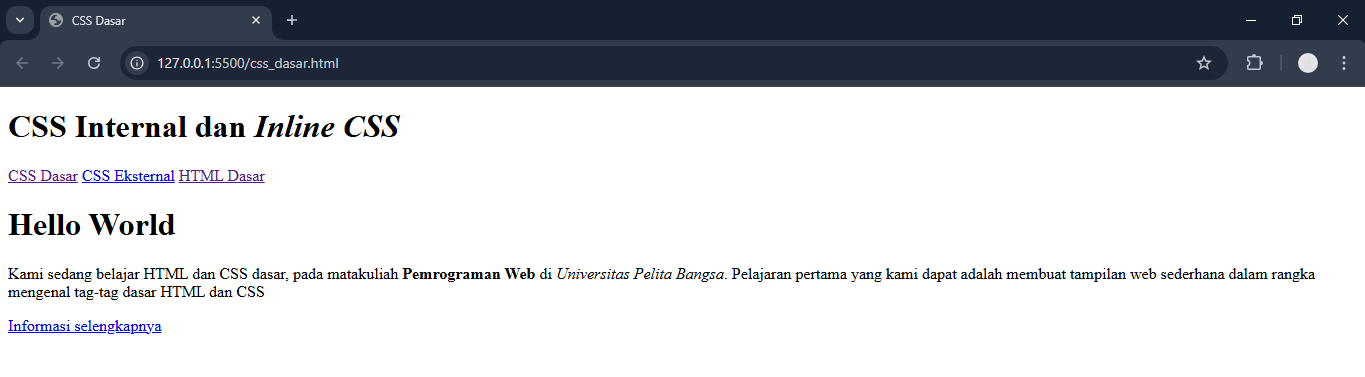 CSS Dasar
127.0.0.1:5500/css_dasar.html
CSS Internal dan Inline CSS
CSS Dasar CSS Eksternal HTML Dasar
Hello World
Kami sedang belajar HTML dan CSS dasar, pada matakuliah Pemrograman Web di Universitas Pelita Bangsa. Pelajaran pertama yang kami dapat adalah membuat tampilan web sederhana dalam rangka
mengenal tag-tag dasar HTML dan CSS
Informasi selengkapnya